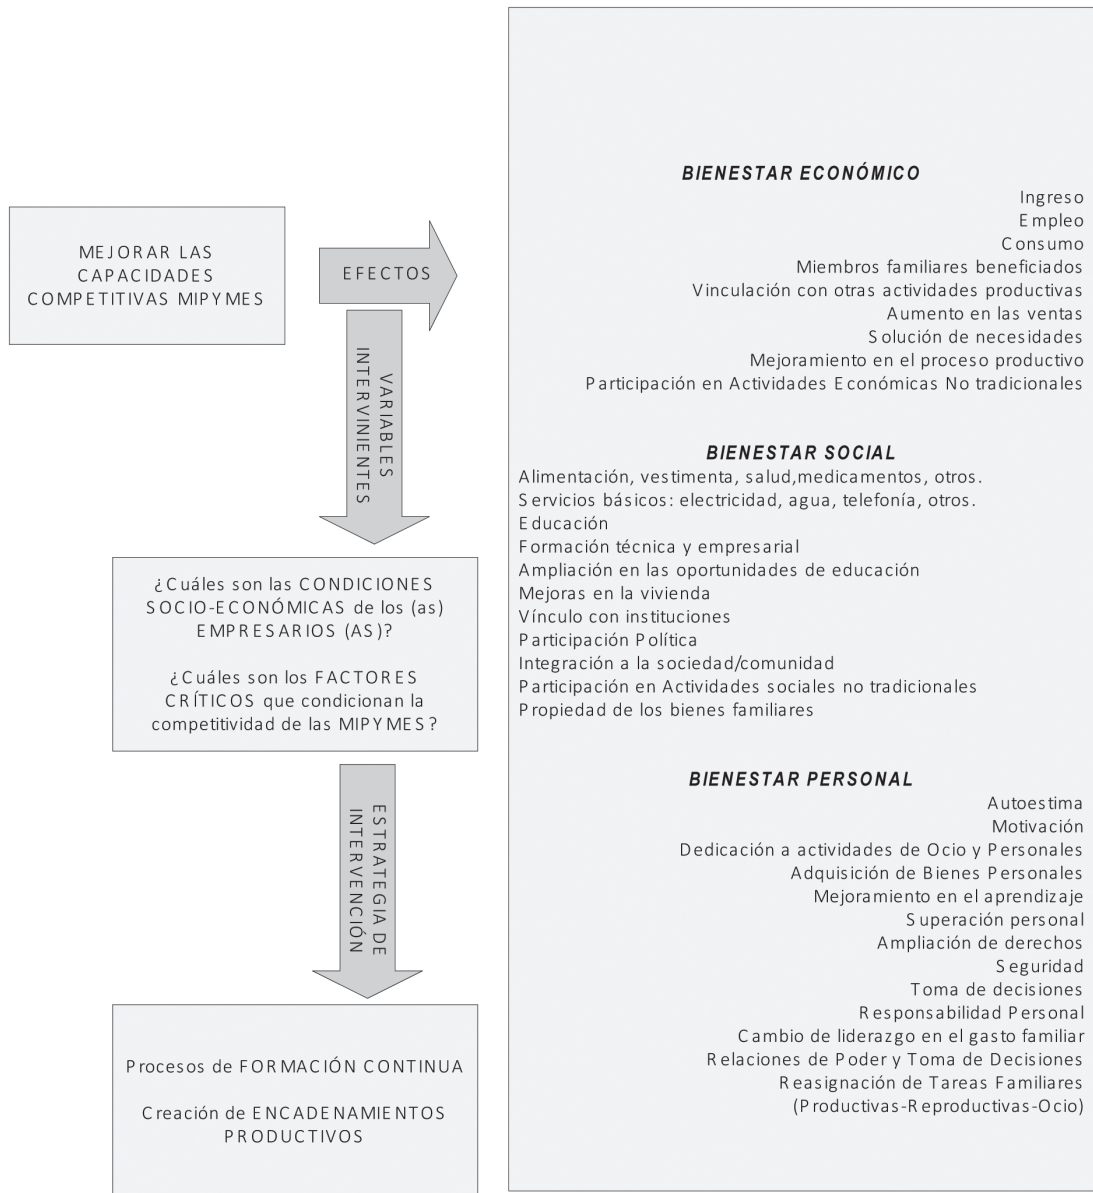 MEJORAR LAS
CAPACIDADES
COMPETITIVAS MIPYMES
EFECTOS
VARIABLES
INTERVINIENTES
¿Cuáles son las CONDICIONES
SOCIO-ECONÓMICAS de los (as)
EMPRESARIOS (AS)?
¿Cuáles son los FACTORES
CRÍTICOS que condicionan la
competitividad de las MIPYMES?
ESTRATEGIA DE
INTERVENCIÓN
Procesos de FORMACIÓN CONTINUA
Creación de ENCADENAMIENTOS
PRODUCTIVOS
BIENESTAR ECONÓMICO
Ingreso
Empleo
Consumo
Miembros familiares beneficiados
Vinculación con otras actividades productivas
Aumento en las ventas
Solución de necesidades
Mejoramiento en el proceso productivo
Participación en Actividades Económicas No tradicionales
BIENESTAR SOCIAL
Alimentación, vestimenta, salud,medicamentos, otros.
Servicios básicos: electricidad, agua, telefonía, otros.
Educación
Formación técnica y empresarial
Ampliación en las oportunidades de educación
Mejoras en la vivienda
Vínculo con instituciones
Participación Política
Integración a la sociedad/comunidad
Participación en Actividades sociales no tradicionales
Propiedad de los bienes familiares
BIENESTAR PERSONAL
Autoestima
Motivación
Dedicación a actividades de Ocio y Personales
Adquisición de Bienes Personales
Mejoramiento en el aprendizaje
Superación personal
Ampliación de derechos
Seguridad
Toma de decisiones
Responsabilidad Personal
Cambio de liderazgo en el gasto familiar
Relaciones de Poder y Toma de Decisiones
Reasignación de Tareas Familiares
(Productivas-Reproductivas-Ocio)